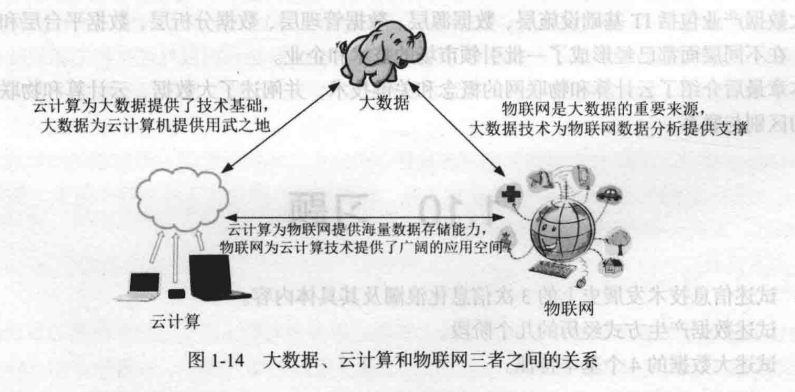 大数据
云计算为大数据提供了技术基础,
大数据为云计算机提供用武之地
物联网是大数据的重要来源,
大数据技术为物联网数据分析提供支撑
云计算为物联网提供海量数据存储能力,
物联网为云计算技术提供了广阔的应用空间
云计算
物联网
图 1-14 大数据、云计算和物联网三者之间的关系